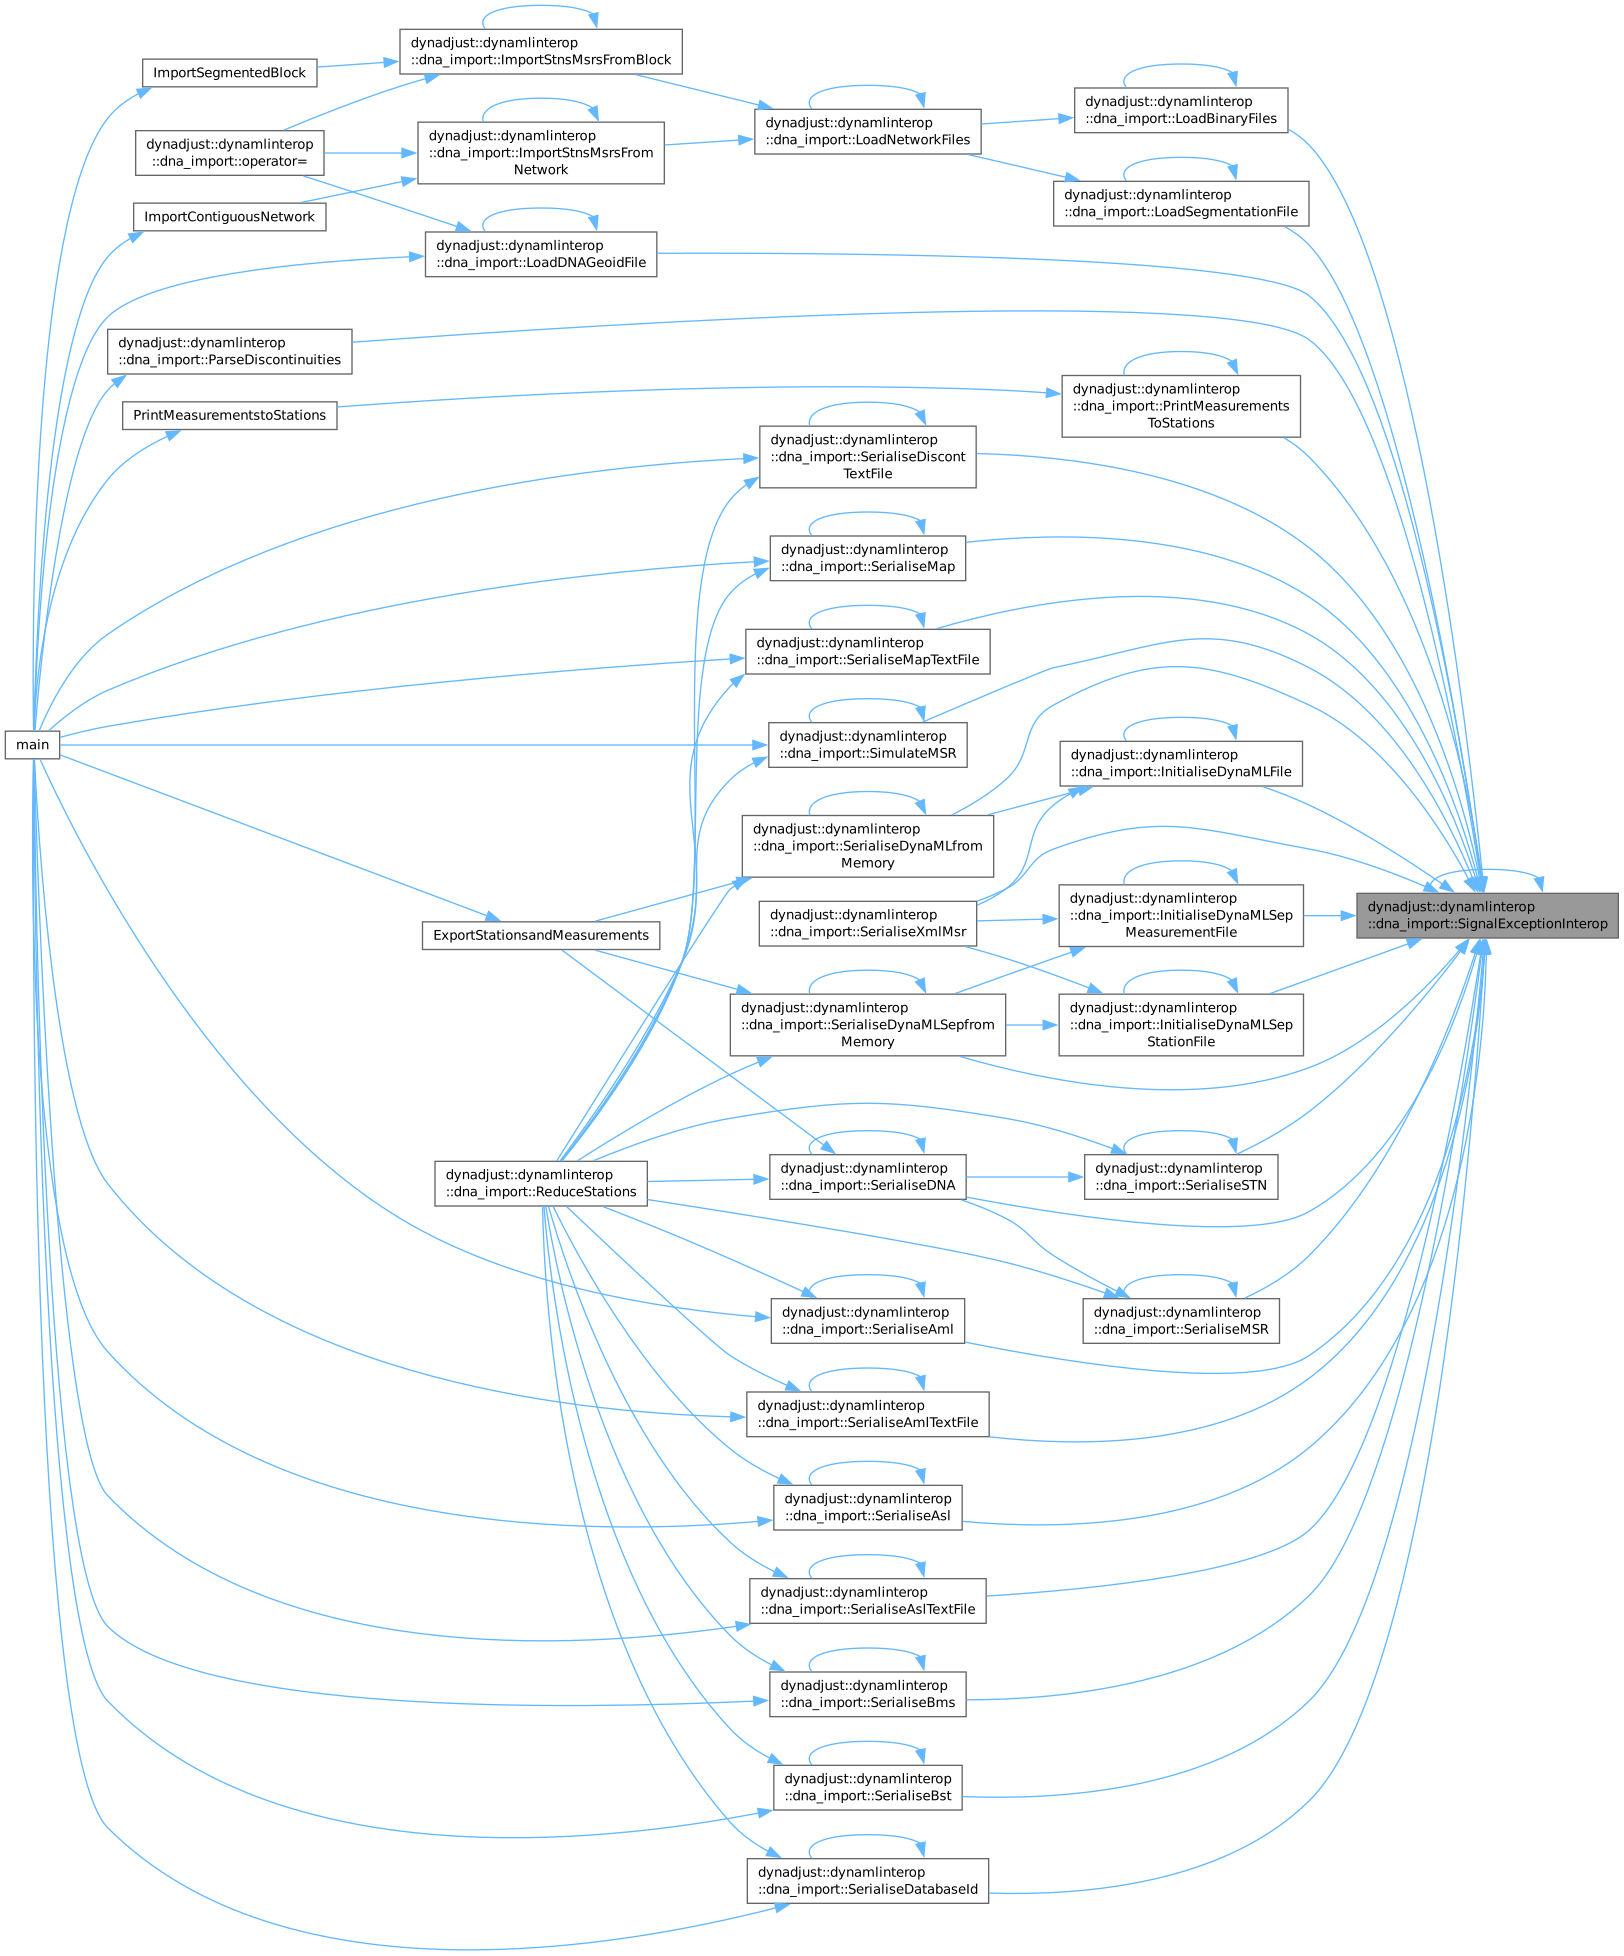 dynadjust::dynamlinterop
::dna_import::ImportStnsMsrsFromBlock
ImportSegmentedBlock
dynadjust::dynamlinterop
::dna_import::LoadBinaryFiles
dynadjust::dynamlinterop
::dna_import::LoadNetworkFiles
dynadjust::dynamlinterop
::dna_import::ImportStnsMsrsFrom
Network
dynadjust::dynamlinterop
::dna_import::operator=
dynadjust::dynamlinterop
::dna_import::LoadSegmentationFile
ImportContiguousNetwork
dynadjust::dynamlinterop
::dna_import::LoadDNAGeoidFile
dynadjust::dynamlinterop
::dna_import::ParseDiscontinuities
dynadjust::dynamlinterop
::dna_import::PrintMeasurements
ToStations
PrintMeasurementstoStations
dynadjust::dynamlinterop
::dna_import::SerialiseDiscont
TextFile
dynadjust::dynamlinterop
::dna_import::SerialiseMap
dynadjust::dynamlinterop
::dna_import::SerialiseMapTextFile
main
dynadjust::dynamlinterop
::dna_import::SimulateMSR
dynadjust::dynamlinterop
::dna_import::InitialiseDynaMLFile
dynadjust::dynamlinterop
::dna_import::SerialiseDynaMLfrom
Memory
dynadjust::dynamlinterop
::dna_import::InitialiseDynaMLSep
MeasurementFile
dynadjust::dynamlinterop
::dna_import::SignalExceptionInterop
dynadjust::dynamlinterop
::dna_import::SerialiseXmlMsr
ExportStationsandMeasurements
dynadjust::dynamlinterop
::dna_import::SerialiseDynaMLSepfrom
Memory
dynadjust::dynamlinterop
::dna_import::InitialiseDynaMLSep
StationFile
dynadjust::dynamlinterop
::dna_import::ReduceStations
dynadjust::dynamlinterop
::dna_import::SerialiseDNA
dynadjust::dynamlinterop
::dna_import::SerialiseSTN
dynadjust::dynamlinterop
::dna_import::SerialiseAml
dynadjust::dynamlinterop
::dna_import::SerialiseMSR
dynadjust::dynamlinterop
::dna_import::SerialiseAmlTextFile
dynadjust::dynamlinterop
::dna_import::SerialiseAsl
dynadjust::dynamlinterop
::dna_import::SerialiseAslTextFile
dynadjust::dynamlinterop
::dna_import::SerialiseBms
dynadjust::dynamlinterop
::dna_import::SerialiseBst
dynadjust::dynamlinterop
::dna_import::SerialiseDatabaseId